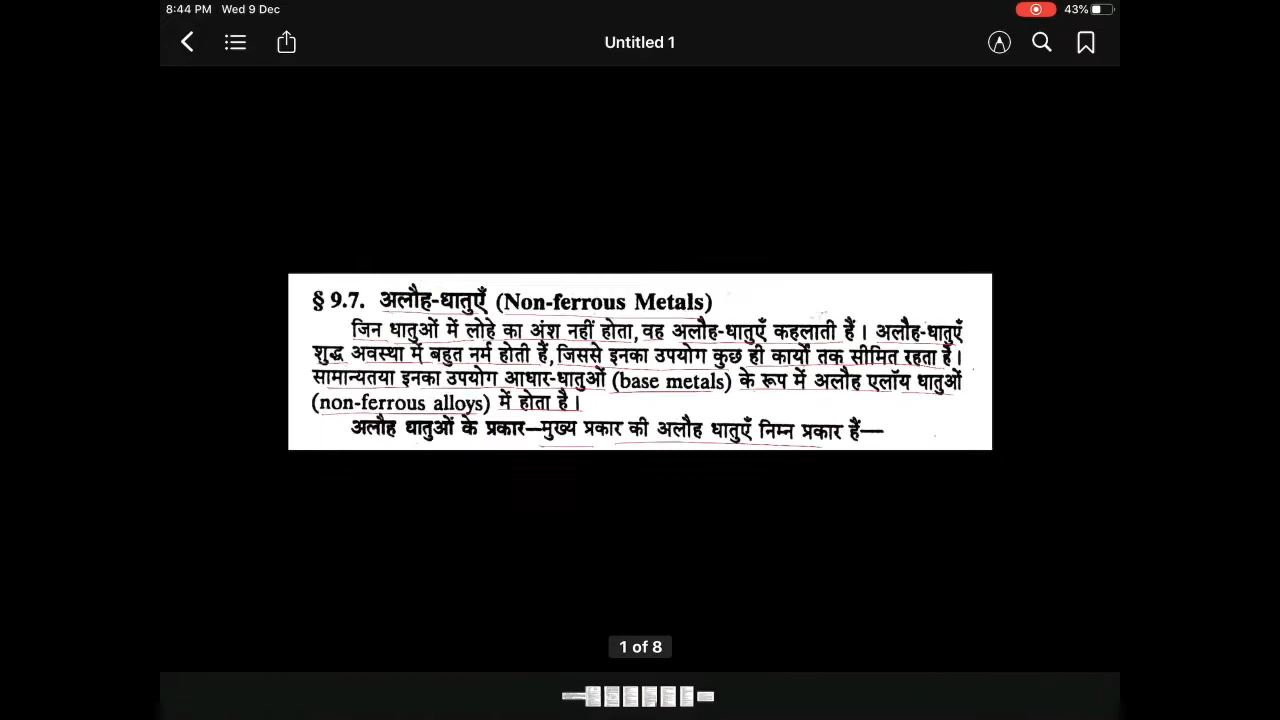 8:44 PM Wed 9 Dec 43%
Untitled 1
§ 9.7. अलौह-धातुएँ (Non-ferrous Metals)
जिन धातुओं में लोहे का अंश नहीं होता, वह अलौह-धातुएँ कहलाती हैं। अलौह-धातुएँ
शुद्ध अवस्था में बहुत नर्म होती हैं, जिससे इनका उपयोग कुछ ही कार्यों तक सीमित रहता है।
सामान्यतया इनका उपयोग आधार-धातुओं (base metals) के रूप में अलौह एलॉय धातुओं
(non-ferrous alloys) में होता है।
अलौह धातुओं के प्रकार—मुख्य प्रकार की अलौह धातुएँ निम्न प्रकार हैं—
1 of 8